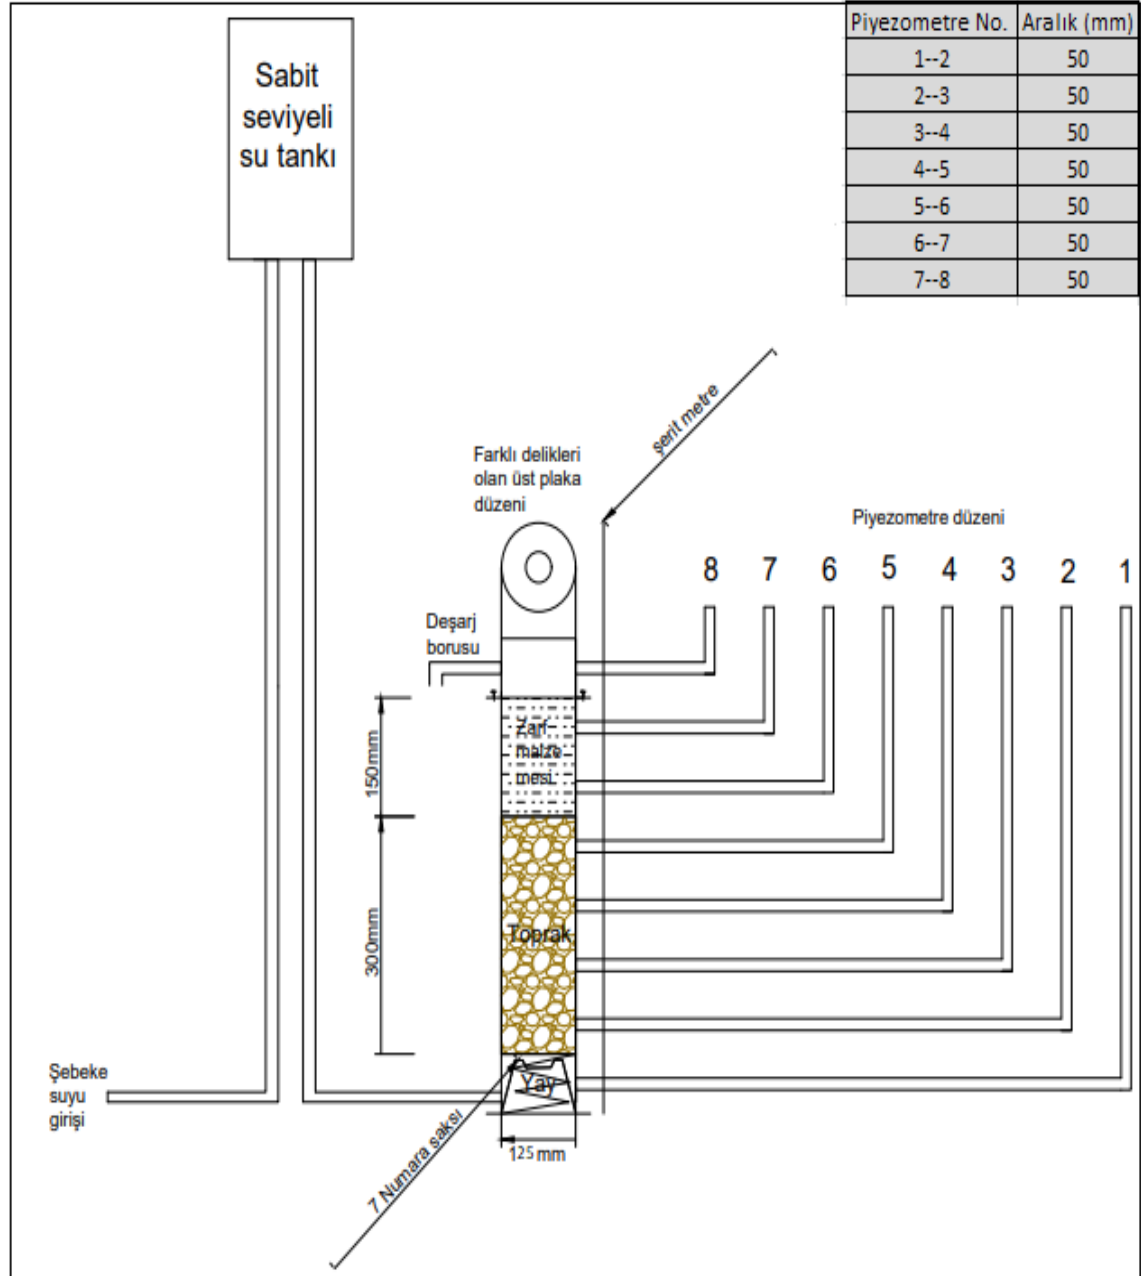 Piyezometre No. Aralık (mm)
1--2 50
2--3 50
3--4 50
4--5 50
5--6 50
6--7 50
7--8 50
Sabit
seviyeli
su tankı
şerit metre
Farklı delikleri
olan üst plaka
düzeni
Piyezometre düzeni
8 7 6 5 4 3 2 1
Deşarj
borusu
Zarf
malze
mesi
150mm
300mm
Toprak
Yay
Şebeke
suyu
girişi
7 Numara saksı
125 mm